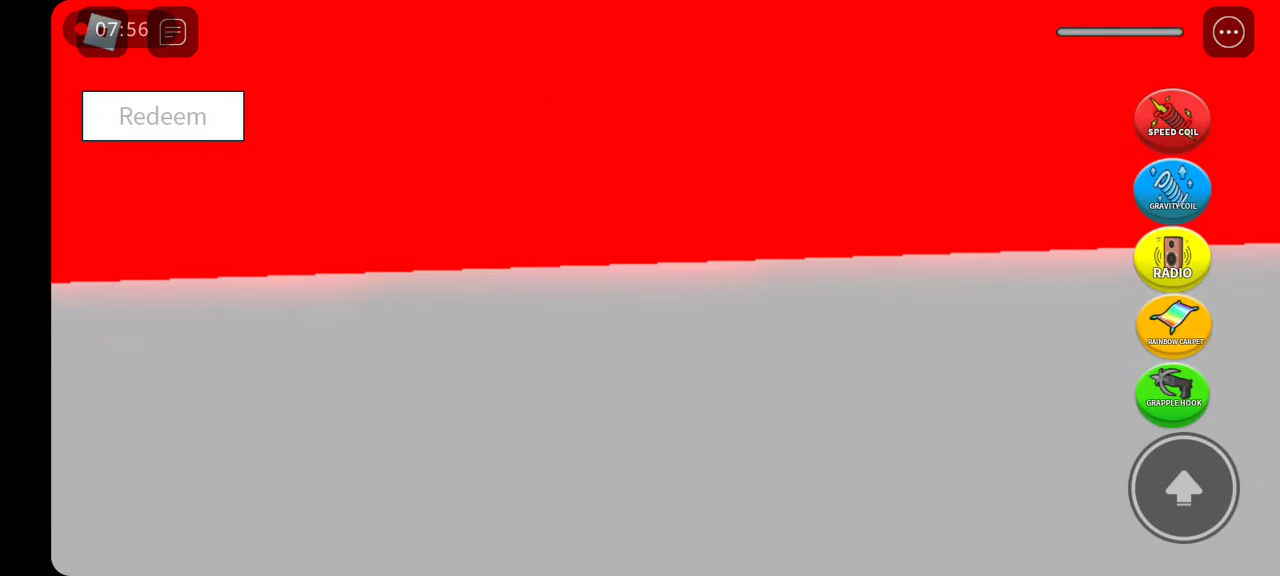 07:56
Redeem
SPEED COIL
GRAVITY COIL
RADIO
RAINBOW CARPET
GRAPPLE HOOK